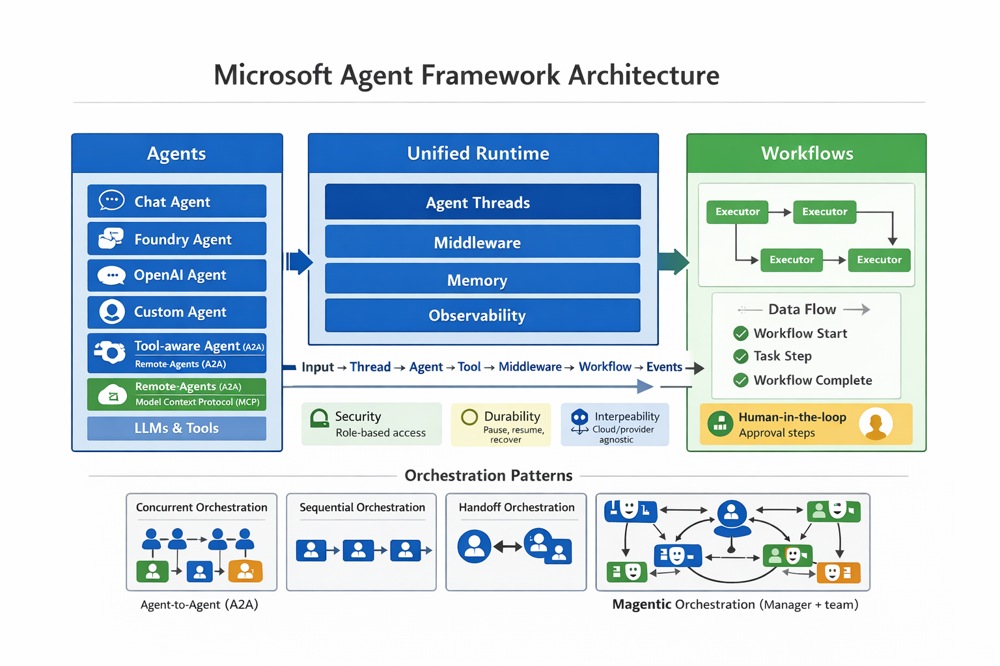 Microsoft Agent Framework Architecture
Agents
Chat Agent
Foundry Agent
OpenAI Agent
Custom Agent
Tool-aware Agent (A2A)
Remote-Agents (A2A)
Remote-Agents (A2A)
Model Context Protocol (MCP)
LLMs & Tools
Unified Runtime
Agent Threads
Middleware
Memory
Observability
Input → Thread → Agent → Tool → Middleware → Workflow → Events
Security
Role-based access
Durability
Pause, resume,
recover
Interpeability
Cloud/provider
agnostic
Workflows
Executor
Executor
Executor
Executor
Data Flow
Workflow Start
Task Step
Workflow Complete
Human-in-the-loop
Approval steps
Orchestration Patterns
Concurrent Orchestration
Agent-to-Agent (A2A)
Sequential Orchestration
Handoff Orchestration
Magentic Orchestration (Manager + team)